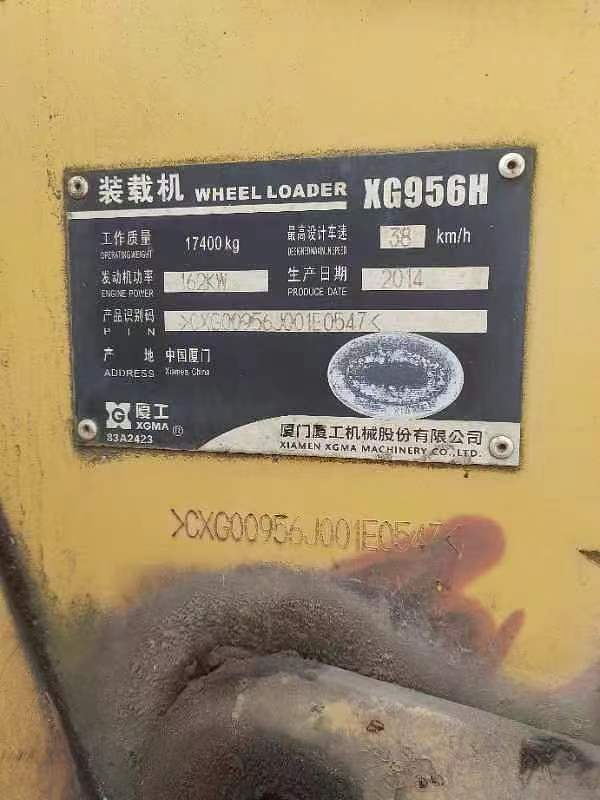 装载机 WHEEL LOADER XG956H
工作质量 17400kg 最高设计车速 38 km/h
OPERATING WEIGHT
发动机功率 162KW 生产日期 2014
ENGINE POWER PRODUCE DATE
产品识别码 >CXG00956J001E0547<
P I N
产 地 中国厦门
ADDRESS Xiamen China
厦工
XGMA ®
83A2423
厦门厦工机械股份有限公司
XIAMEN XGMA MACHINERY CO.,LTD.
>CXG00956J001E0547<